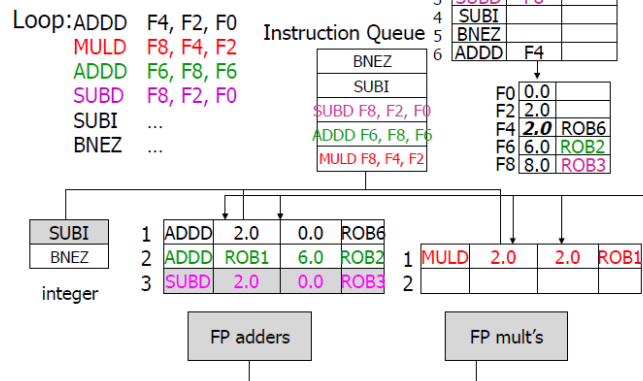 3 SUBD F8
Loop: ADDD F4, F2, F0
MULD F8, F4, F2
ADDD F6, F8, F6
SUBD F8, F2, F0
SUBI ...
BNEZ ...
Instruction Queue
4 SUBI
5 BNEZ
6 ADDD F4
BNEZ
SUBI
SUBD F8, F2, F0
ADDD F6, F8, F6
MULD F8, F4, F2
F0 0.0
F2 2.0
F4 2.0 ROB6
F6 6.0 ROB2
F8 8.0 ROB3
SUBI
BNEZ
integer
1 ADDD 2.0 0.0 ROB6
2 ADDD ROB1 6.0 ROB2
3 SUBD 2.0 0.0 ROB3
1 MULD 2.0 2.0 ROB1
2
FP adders
FP mult's